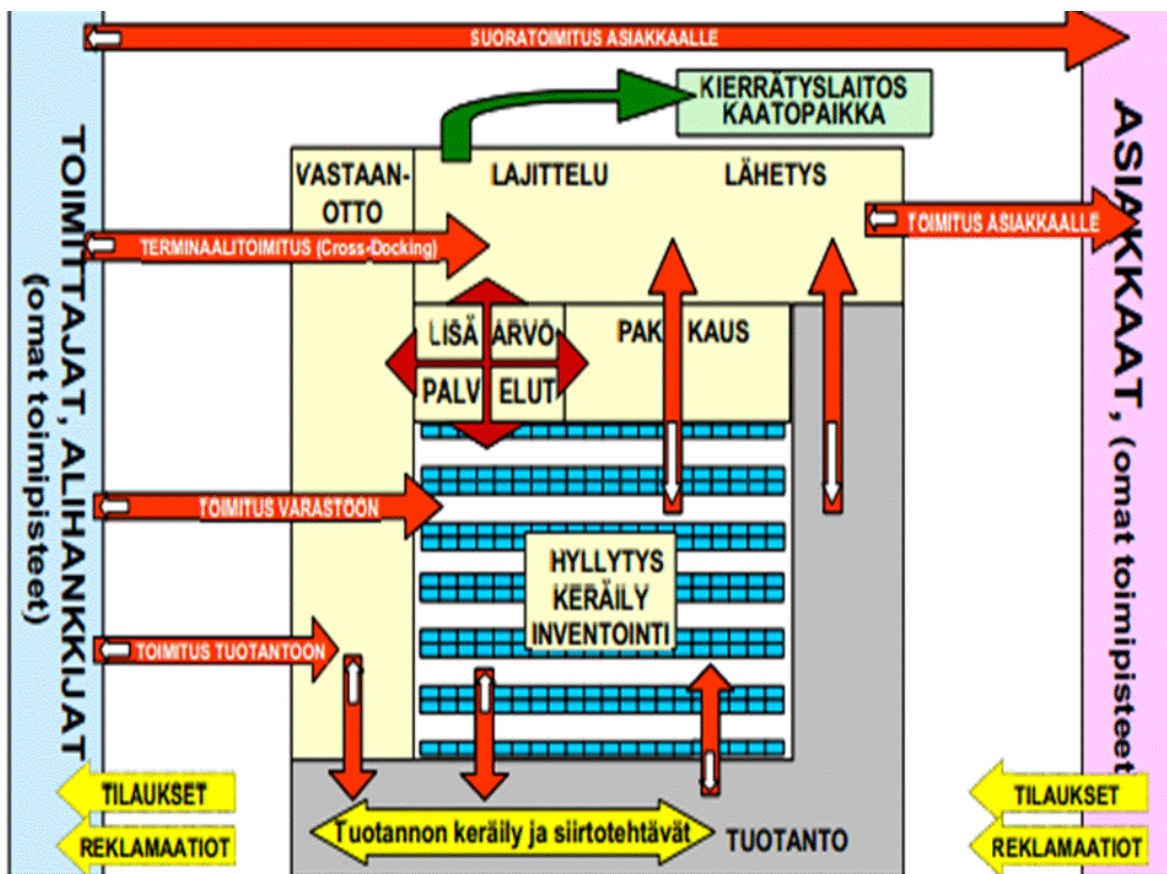 SUORATOIMITUS ASIAKKAALLE
KIERRÄTYSLAITOS
KAATOPAIKKA
VASTAAN-
OTTO
LAJITTELU
LÄHETYS
TOIMITUS ASIAKKAALLE
TERMINAALITOIMITUS (Cross-Docking)
LISÄ ARVO
PALV ELUT
PAK KAUS
TOIMITUS VARASTOON
HYLLYTYS
KERÄILY
INVENTOINTI
TOIMITUS TUOTANTOON
Tuotannon keräily ja siirtotehtävät
TUOTANTO
TOIMITTAJAT, ALIHANKKIJAT
(omat toimipisteet)
ASIAKKAAT, (omat toimipisteet
TILAUKSET
REKLAMAATIOT
TILAUKSET
REKLAMAATIOT